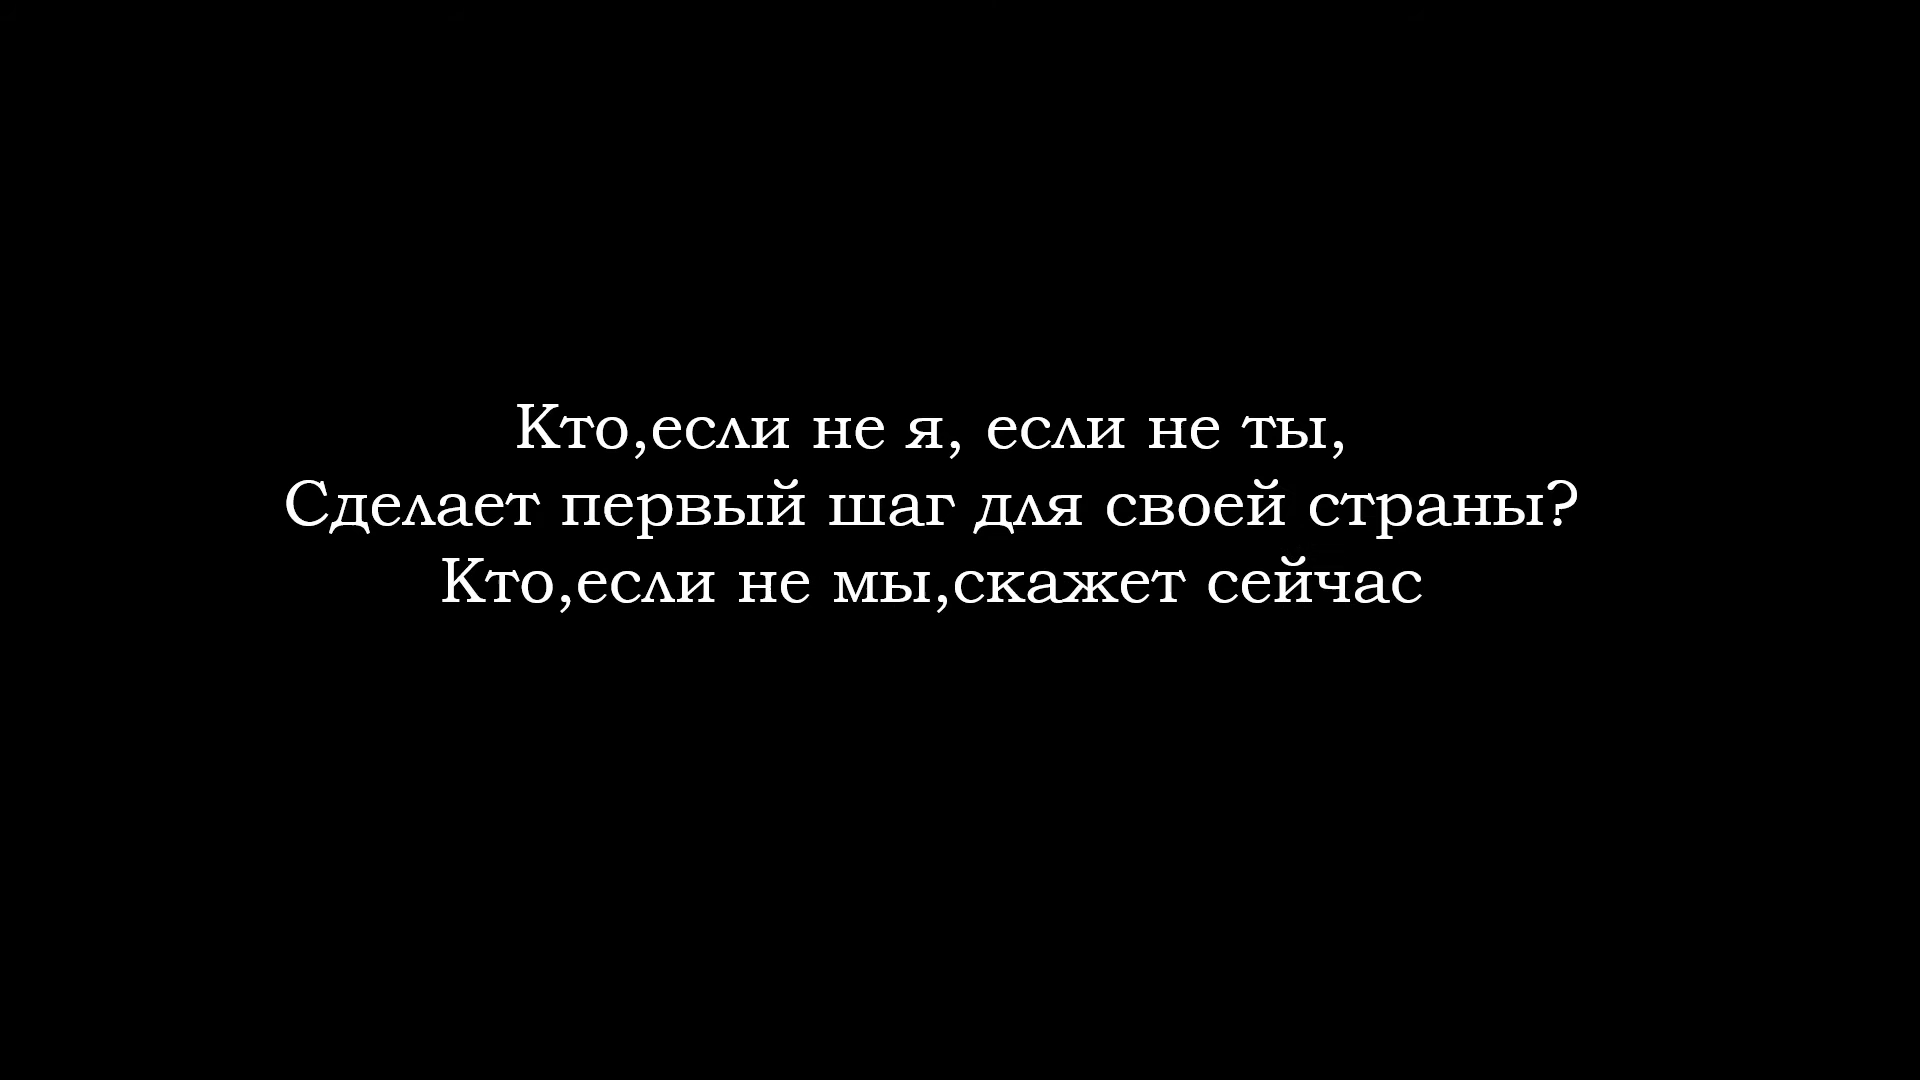 Кто,если не я, если не ты,
Сделает первый шаг для своей страны?
Кто,если не мы,скажет сейчас